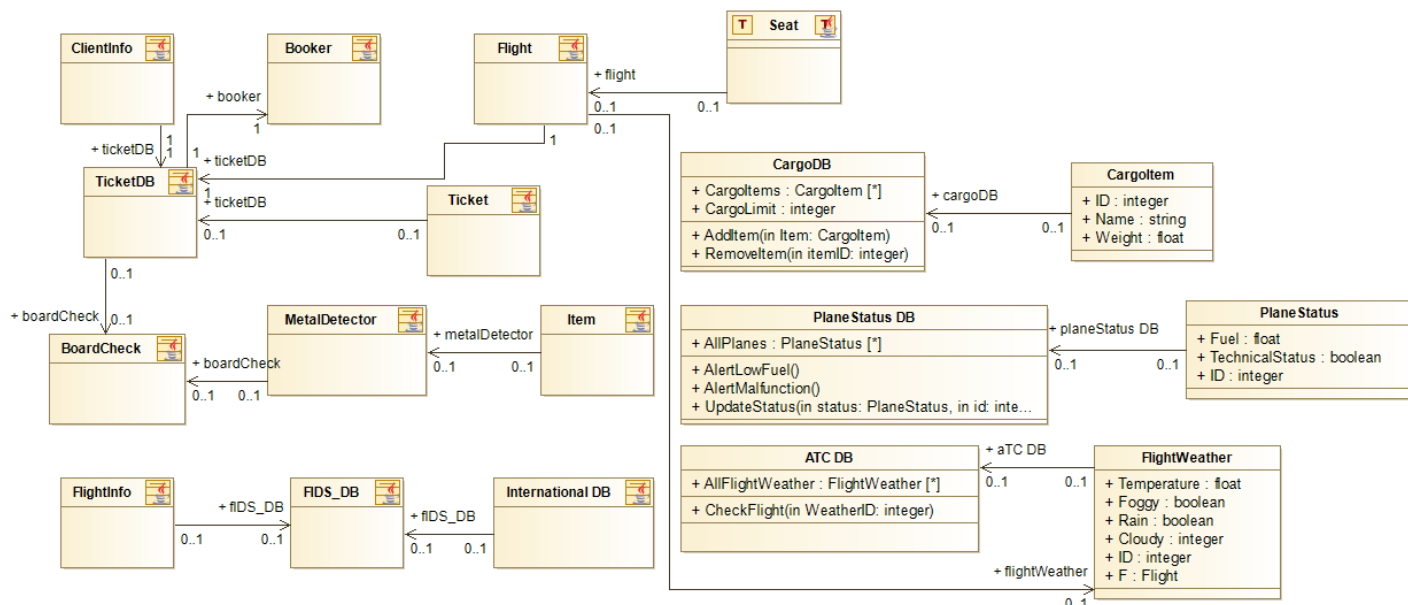 T Seat T
ClientInfo
Booker
Flight
+ flight
0..1
0..1
+ booker
1
0..1
1
1
+ ticketDB
1
1
+ ticketDB
TicketDB
1
+ ticketDB
Ticket
0..1
0..1
0..1
CargoDB
+ CargoItems : CargoItem [*]
+ CargoLimit : integer
+ AddItem(in Item: CargoItem)
+ RemoveItem(in itemID: integer)
+ cargoDB
0..1
0..1
CargoItem
+ ID : integer
+ Name : string
+ Weight : float
+ boardCheck
0..1
BoardCheck
MetalDetector
+ boardCheck
0..1
0..1
+ metalDetector
0..1
0..1
Item
PlaneStatus DB
+ AllPlanes : PlaneStatus [*]
+ AlertLowFuel()
+ AlertMalfunction()
+ UpdateStatus(in status: PlaneStatus, in id: inte...
+ planeStatus DB
0..1
0..1
PlaneStatus
+ Fuel : float
+ TechnicalStatus : boolean
+ ID : integer
FlightInfo
+ fIDS_DB
0..1
0..1
FIDS_DB
+ fIDS_DB
0..1
0..1
International DB
ATC DB
+ AllFlightWeather : FlightWeather [*]
+ CheckFlight(in WeatherID: integer)
+ aTC DB
0..1
0..1
FlightWeather
+ Temperature : float
+ Foggy : boolean
+ Rain : boolean
+ Cloudy : integer
+ ID : integer
+ F : Flight
+ flightWeather
0..1